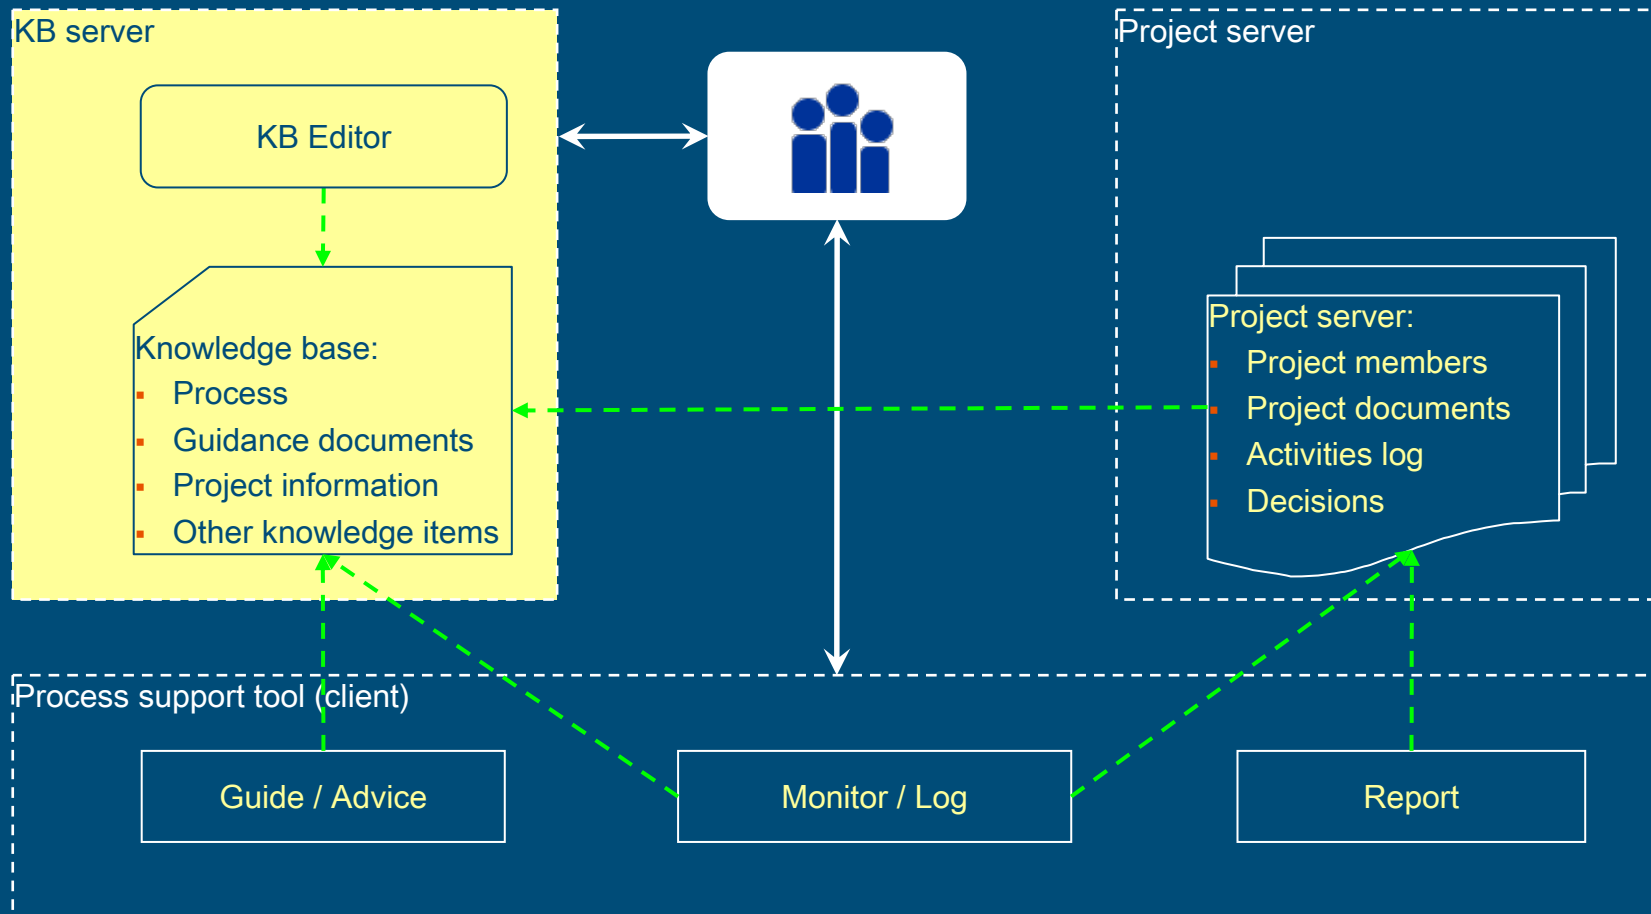 KB server
KB Editor
Knowledge base:
▪ Process
▪ Guidance documents
▪ Project information
▪ Other knowledge items
Project server
Project server:
▪ Project members
▪ Project documents
▪ Activities log
▪ Decisions
Process support tool (client)
Guide / Advice
Monitor / Log
Report